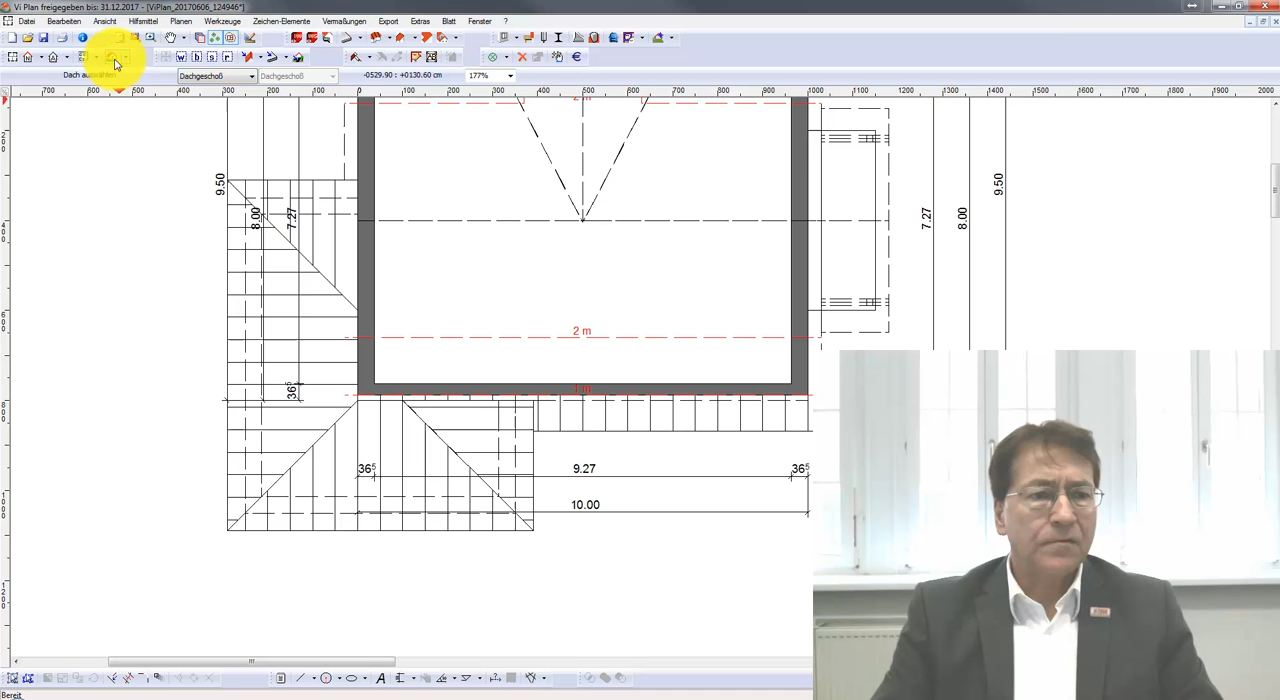 Vi Plan freigegeben bis: 31.12.2017 - [ViPlan_20170606_124946*]
Datei Bearbeiten Ansicht Hilfsmittel Planen Werkzeuge Zeichen-Elemente Vermaßungen Export Extras Blatt Fenster ?
Dach auswählen Dachgeschoß Dachgeschoß -0529.90 : +0130.60 cm 177%
700 600 500 400 300 200 100 0 100 200 300 400 500 600 700 800 900 1000 1100 1200 1300 1400 1500 1600 1700 1800 1900 2000
9.50 8.00 7.27 7.27 8.00 9.50
2 m
1 m
36⁵
36⁵ 9.27 36⁵
10.00
Bereit